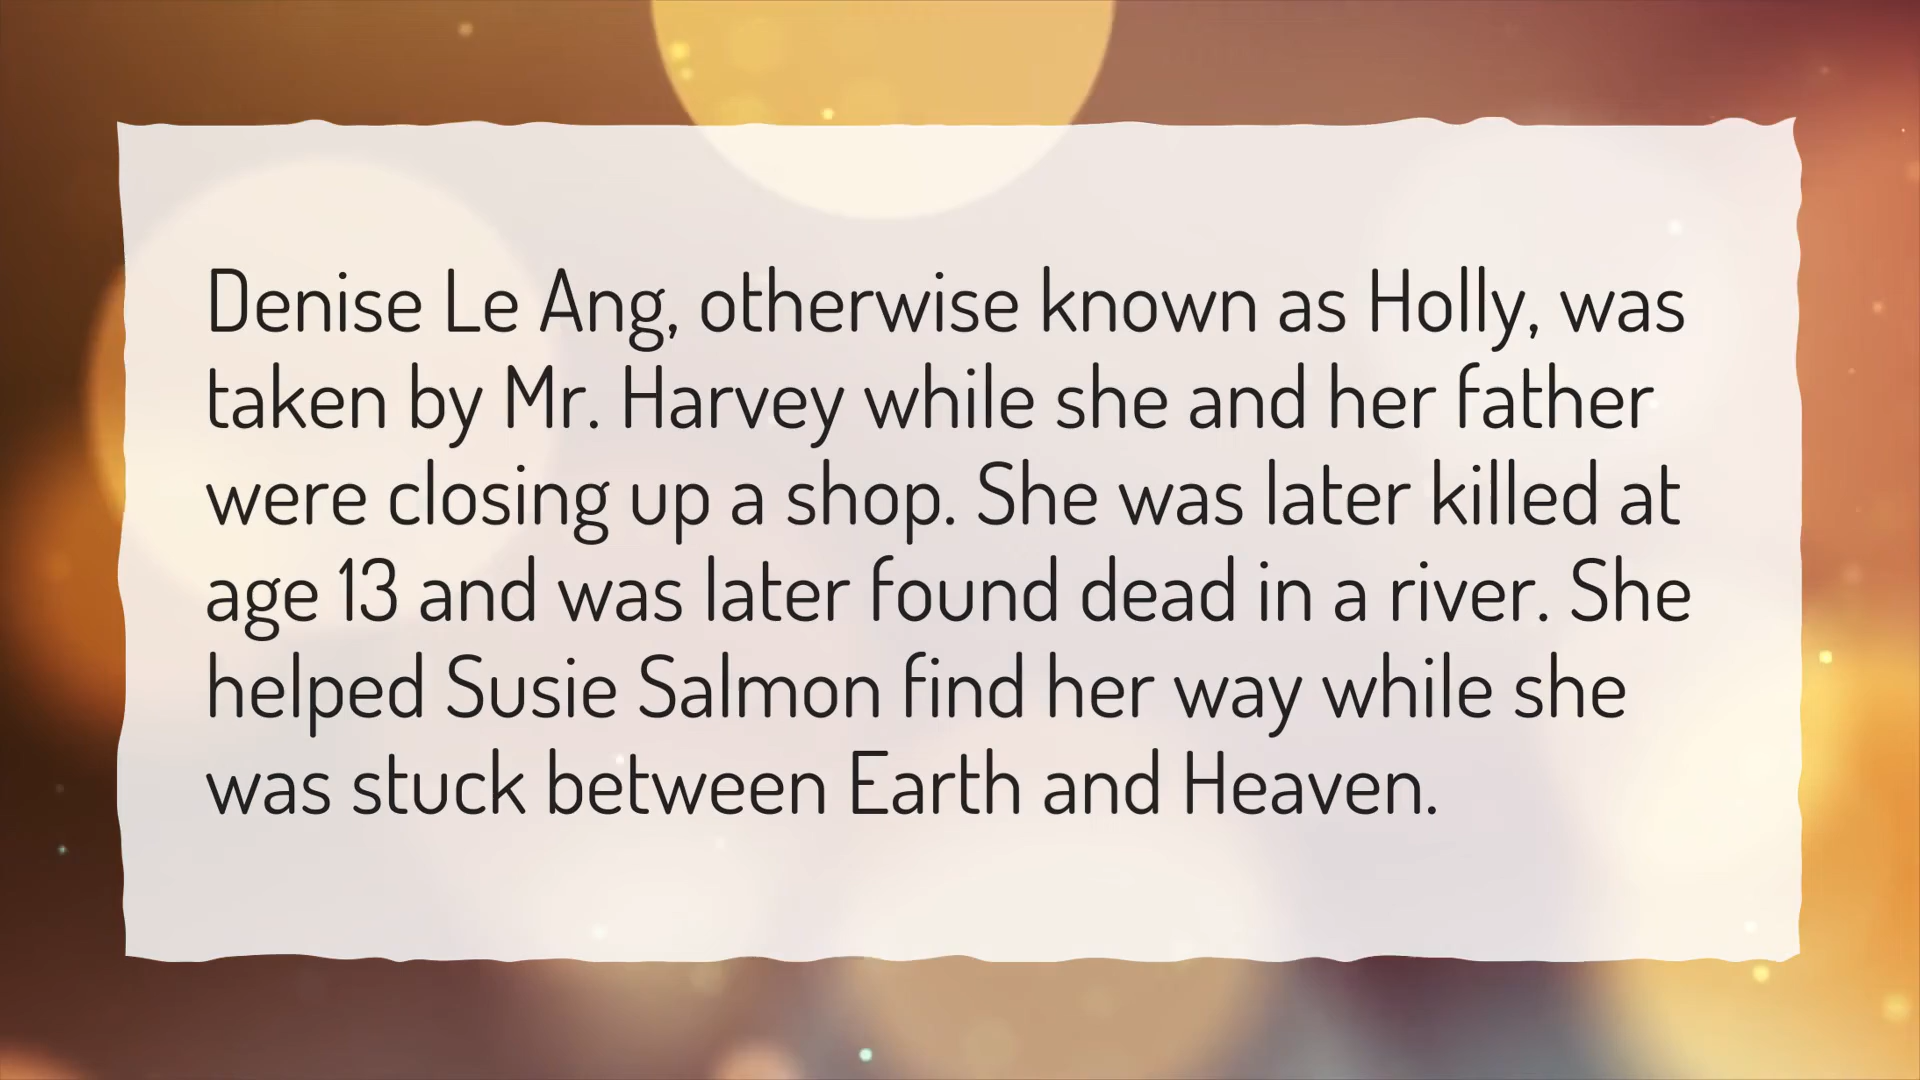 Denise Le Ang, otherwise known as Holly, was
taken by Mr. Harvey while she and her father
were closing up a shop. She was later killed at
age 13 and was later found dead in a river. She
helped Susie Salmon find her way while she
was stuck between Earth and Heaven.